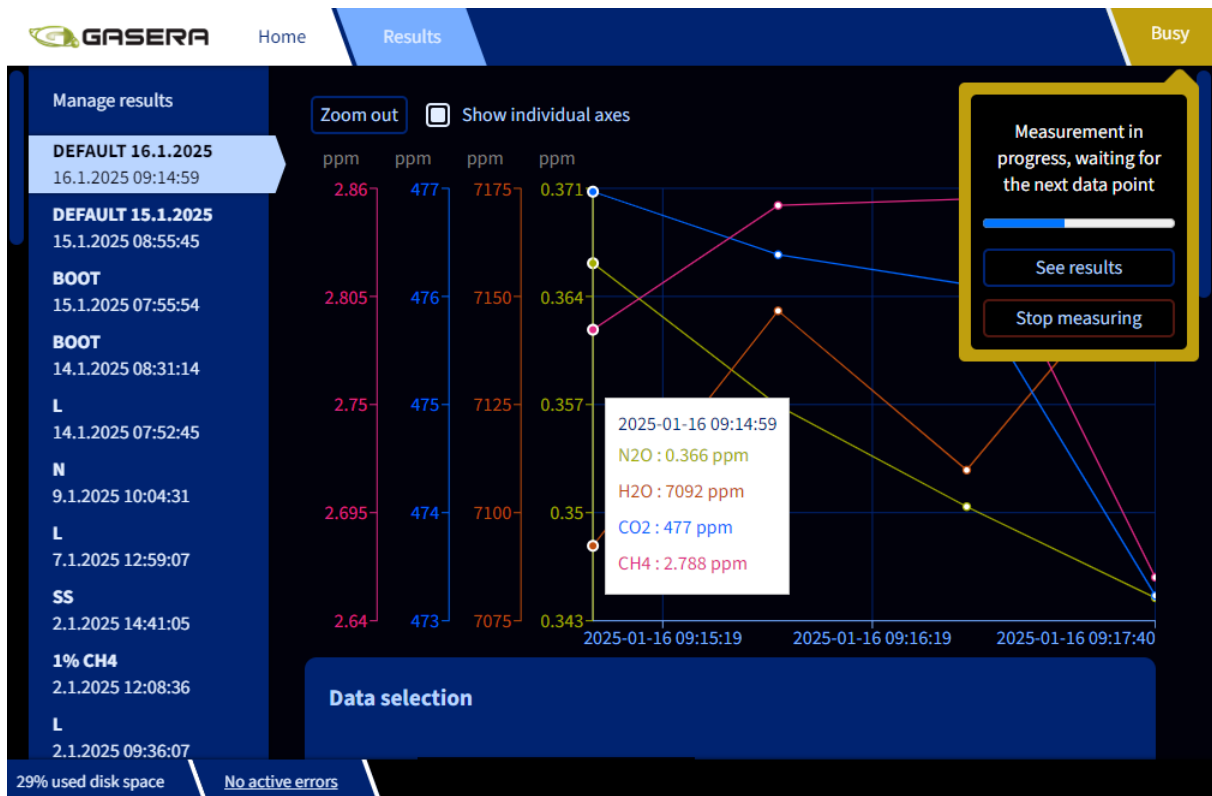 GASERA
Home
Results
Busy
Manage results
DEFAULT 16.1.2025
16.1.2025 09:14:59
DEFAULT 15.1.2025
15.1.2025 08:55:45
BOOT
15.1.2025 07:55:54
BOOT
14.1.2025 08:31:14
L
14.1.2025 07:52:45
N
9.1.2025 10:04:31
L
7.1.2025 12:59:07
SS
2.1.2025 14:41:05
1% CH4
2.1.2025 12:08:36
L
2.1.2025 09:36:07
Zoom out
Show individual axes
ppm ppm ppm ppm
2.86 477 7175 0.371
2.805 476 7150 0.364
2.75 475 7125 0.357
2.695 474 7100 0.35
2.64 473 7075 0.343
2025-01-16 09:15:19 2025-01-16 09:16:19 2025-01-16 09:17:40
2025-01-16 09:14:59
N2O : 0.366 ppm
H2O : 7092 ppm
CO2 : 477 ppm
CH4 : 2.788 ppm
Measurement in
progress, waiting for
the next data point
See results
Stop measuring
Data selection
29% used disk space
No active errors